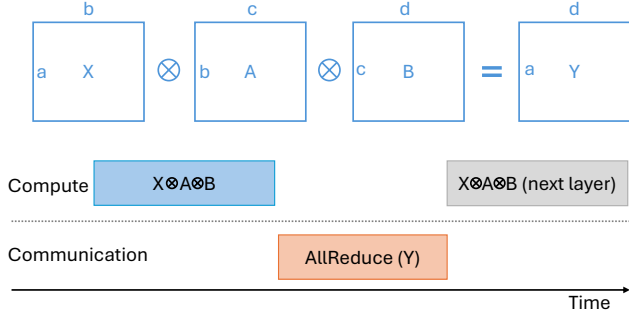 b c d d
a X ⊗ b A ⊗ c B = a Y
Compute X⊗A⊗B X⊗A⊗B (next layer)
Communication AllReduce (Y)
Time